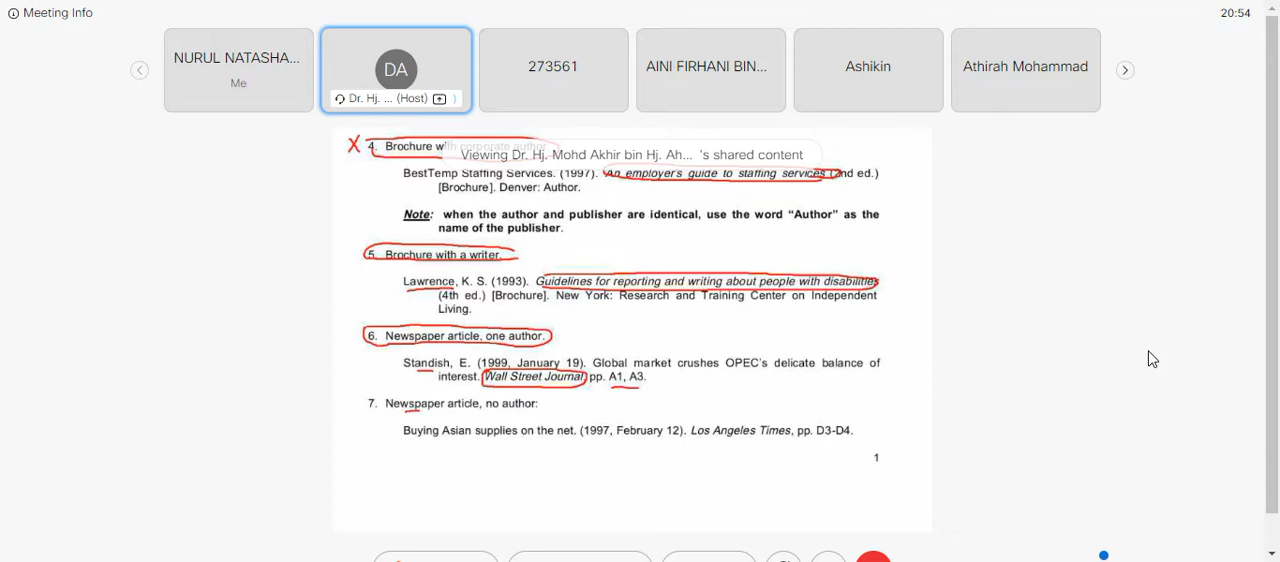 Meeting Info
20:54
NURUL NATASHA...
Me
DA
Dr. Hj. ... (Host)
273561
AINI FIRHANI BIN...
Ashikin
Athirah Mohammad
X 4. Brochure with corporate author
Viewing Dr. Hj. Mohd Akhir bin Hj. Ah... 's shared content
BestTemp Staffing Services. (1997). An employer's guide to staffing services (2nd ed.)
[Brochure]. Denver: Author.
Note: when the author and publisher are identical, use the word “Author” as the
name of the publisher.
5. Brochure with a writer.
Lawrence, K. S. (1993). Guidelines for reporting and writing about people with disabilities
(4th ed.) [Brochure]. New York: Research and Training Center on Independent
Living.
6. Newspaper article, one author.
Standish, E. (1999, January 19). Global market crushes OPEC's delicate balance of
interest. Wall Street Journal pp. A1, A3.
7. Newspaper article, no author:
Buying Asian supplies on the net. (1997, February 12). Los Angeles Times, pp. D3-D4.
1